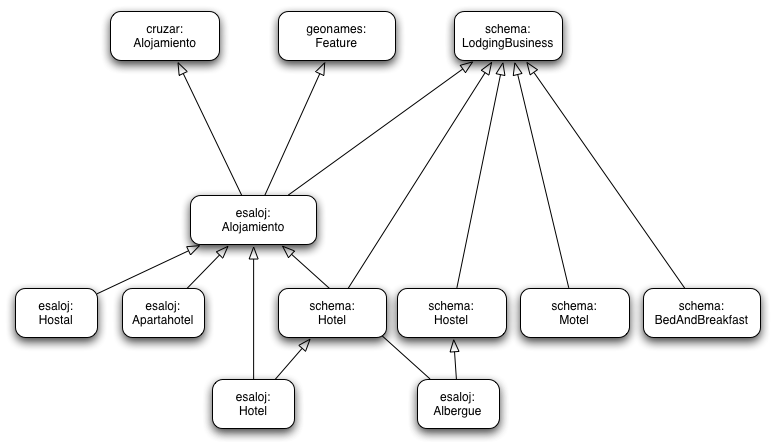 cruzar:
Alojamiento
geonames:
Feature
schema:
LodgingBusiness
esaloj:
Alojamiento
esaloj:
Hostal
esaloj:
Apartahotel
schema:
Hotel
schema:
Hostel
schema:
Motel
schema:
BedAndBreakfast
esaloj:
Hotel
esaloj:
Albergue